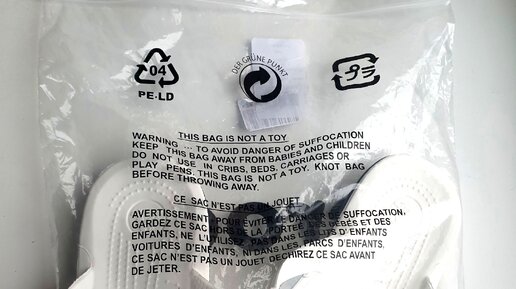 04
PE-LD
DER GRÜNE PUNKT
プラ
THIS BAG IS NOT A TOY
WARNING ... TO AVOID DANGER OF SUFFOCATION
KEEP THIS BAG AWAY FROM BABIES AND CHILDREN
DO NOT USE IN CRIBS, BEDS, CARRIAGES OR
PLAY PENS. THIS BAG IS NOT A TOY. KNOT BAG
BEFORE THROWING AWAY.
CE SAC N'EST PAS UN JOUET
AVERTISSEMENT: POUR ÉVITER LE DANGER DE SUFFOCATION.
GARDEZ CE SAC HORS DE LA PORTÉE DES BÉBÉS ET DES
ENFANTS, NE L'UTILISEZ PAS DANS LES LITS D'ENFANTS
VOITURES D'ENFANTS, NI DANS LES PARCS D'ENFANTS.
CE SAC N'EST PAS UN JOUET DECHIREZ CE SAC AVANT
DE JETER.